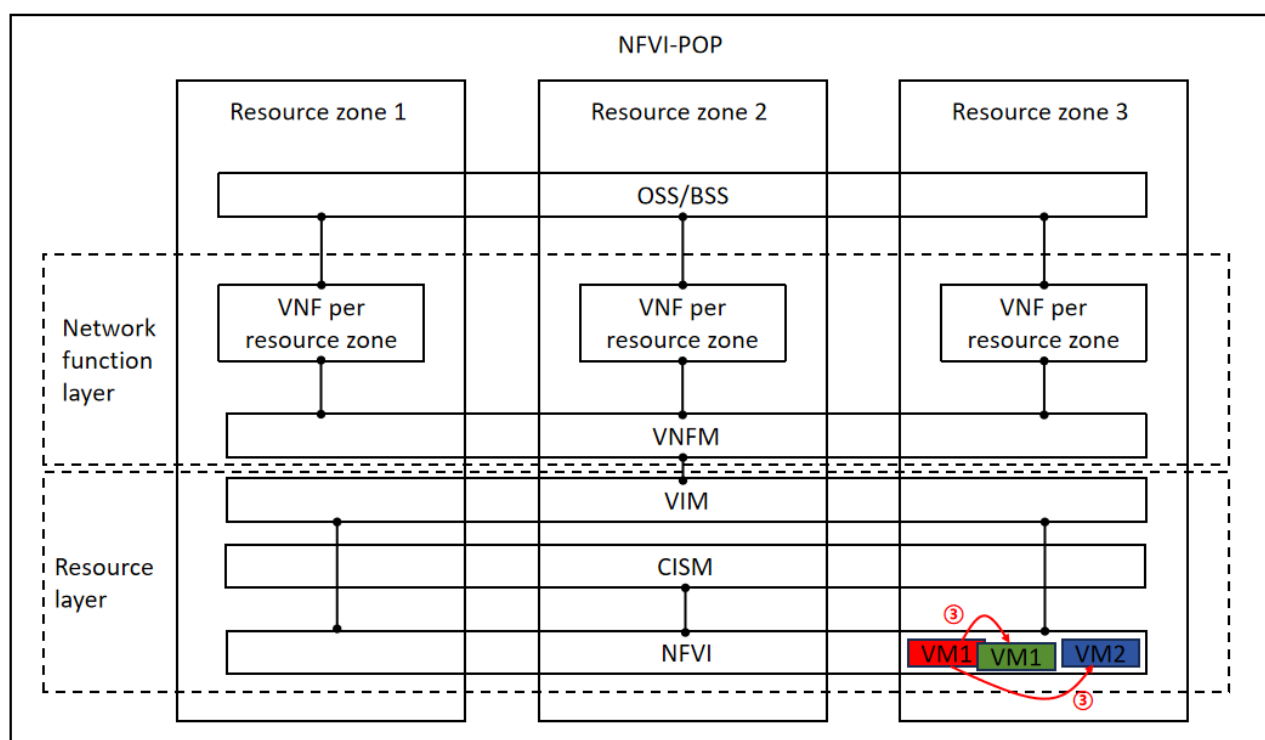 NFVI-POP
Resource zone 1
Resource zone 2
Resource zone 3
OSS/BSS
Network
function
layer
VNF per
resource zone
VNF per
resource zone
VNF per
resource zone
VNFM
Resource
layer
VIM
CISM
NFVI
③
VM1
VM1
VM2
③